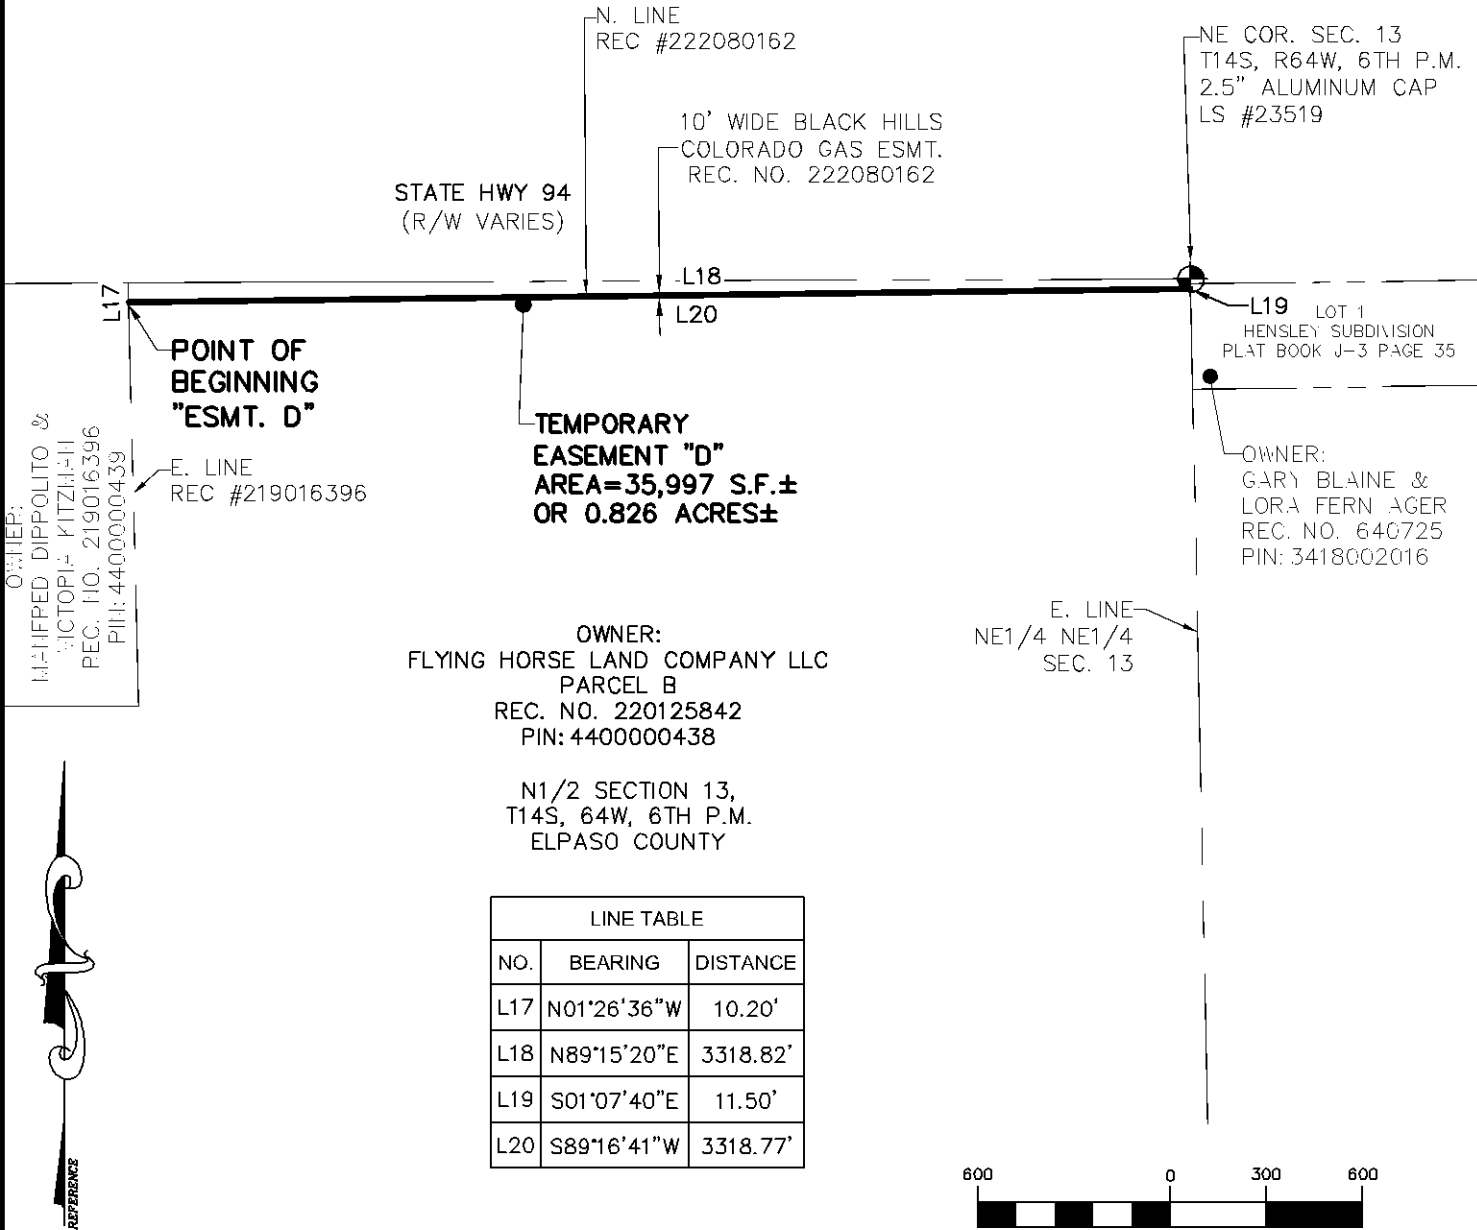 N. LINE
REC #222080162
NE COR. SEC. 13
T14S, R64W, 6TH P.M.
2.5" ALUMINUM CAP
LS #23519
10' WIDE BLACK HILLS
COLORADO GAS ESMT.
REC. NO. 222080162
STATE HWY 94
(R/W VARIES)
L17
L18
L20
L19
LOT 1
HENSLEY SUBDIVISION
PLAT BOOK J-3 PAGE 35
POINT OF
BEGINNING
"ESMT. D"
TEMPORARY
EASEMENT "D"
AREA=35,997 S.F.±
OR 0.826 ACRES±
E. LINE
REC #219016396
OWNER:
DIPPOLITO &
REC. NO. 219016396
PIN: 4400000439
OWNER:
GARY BLAINE &
LORA FERN AGER
REC. NO. 640725
PIN: 3418002016
E. LINE
NE1/4 NE1/4
SEC. 13
OWNER:
FLYING HORSE LAND COMPANY LLC
PARCEL B
REC. NO. 220125842
PIN: 4400000438
N1/2 SECTION 13,
T14S, 64W, 6TH P.M.
ELPASO COUNTY
LINE TABLE
NO. BEARING DISTANCE
L17 N01°26'36"W 10.20'
L18 N89°15'20"E 3318.82'
L19 S01°07'40"E 11.50'
L20 S89°16'41"W 3318.77'
REFERENCE
600 0 300 600